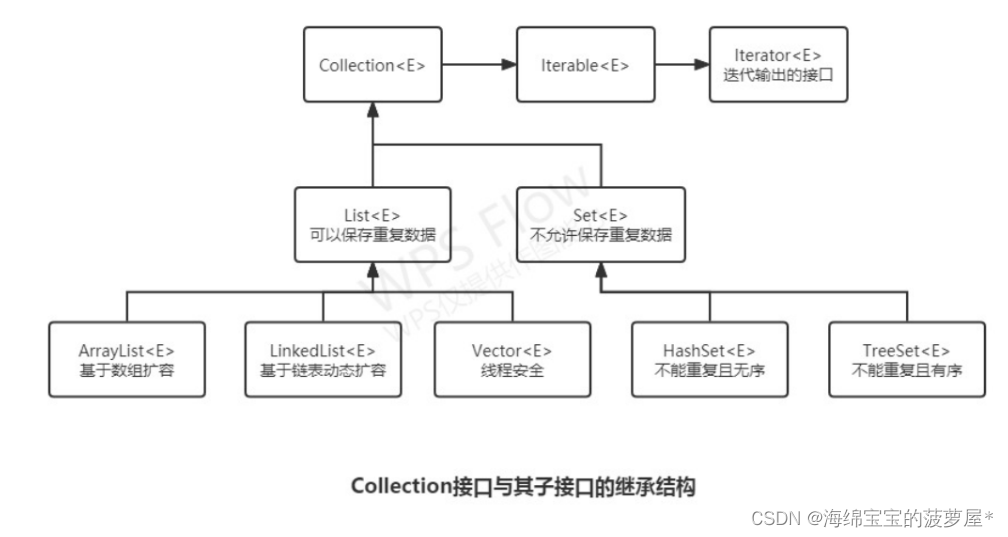 Collection<E>
Iterable<E>
Iterator<E>
迭代输出的接口
List<E>
可以保存重复数据
Set<E>
不允许保存重复数据
WPS Flow
WPS仅提供作图
ArrayList<E>
基于数组扩容
LinkedList<E>
基于链表动态扩容
Vector<E>
线程安全
HashSet<E>
不能重复且无序
TreeSet<E>
不能重复且有序
Collection接口与其子接口的继承结构
CSDN @海绵宝宝的菠萝屋*